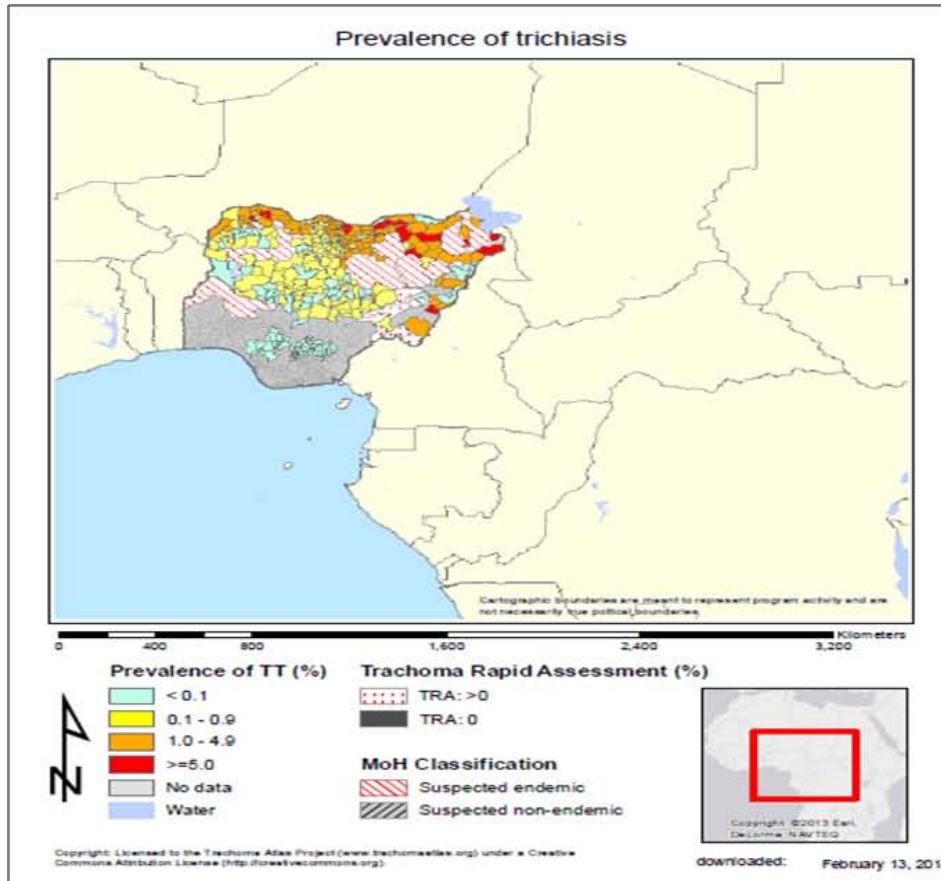 Prevalence of trichiasis
Cartographic boundaries are meant to represent program activity and are
not necessarily true political boundaries.
0 400 800 1,600 2,400 3,200 Kilometers
Prevalence of TT (%)
< 0.1
0.1 - 0.9
1.0 - 4.9
>=5.0
No data
Water
Trachoma Rapid Assessment (%)
TRA: >0
TRA: 0
MoH Classification
Suspected endemic
Suspected non-endemic
N
Copyright: ©2013 Esri,
DeLorme, NAVTEQ
Copyright: Licensed to the Trachoma Atlas Project (www.trachomaatlas.org) under a Creative
Commons Attribution License (http://creativecommons.org).
downloaded: February 13, 201